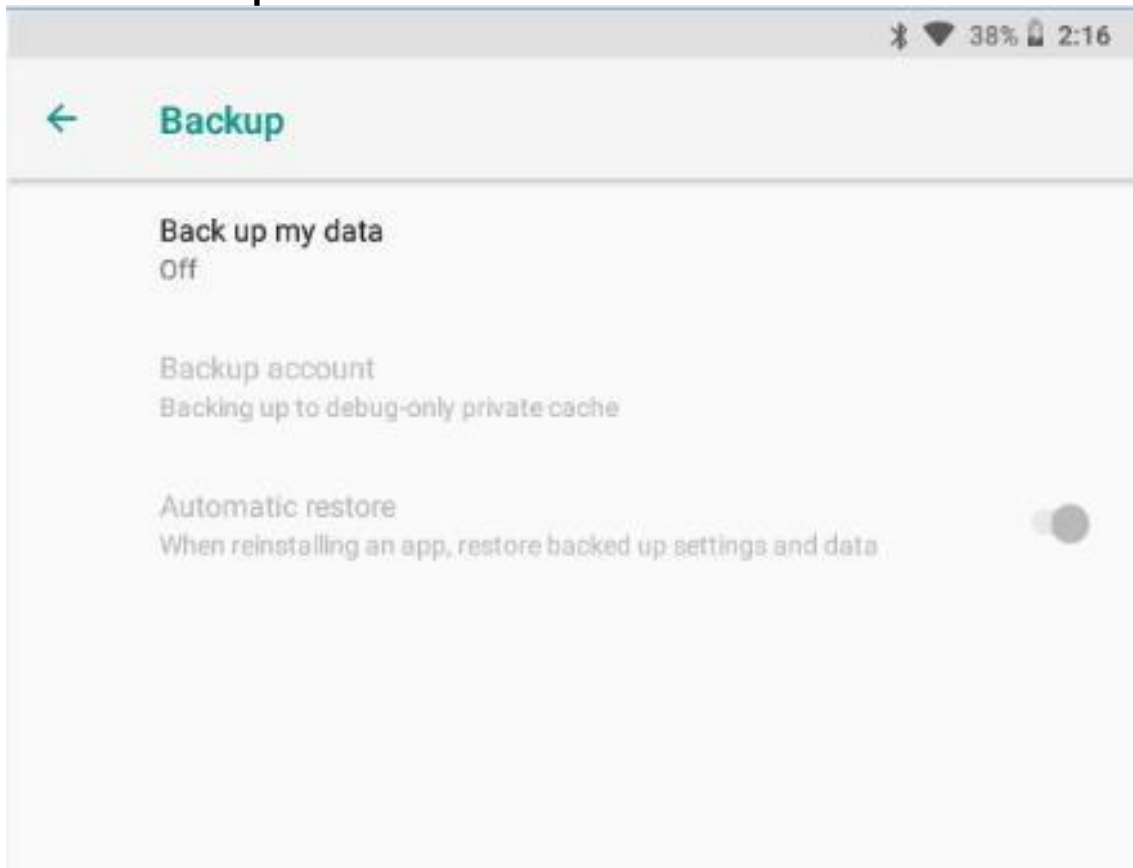 38% 2:16
Backup
Back up my data
Off
Backup account
Backing up to debug-only private cache
Automatic restore
When reinstalling an app, restore backed up settings and data